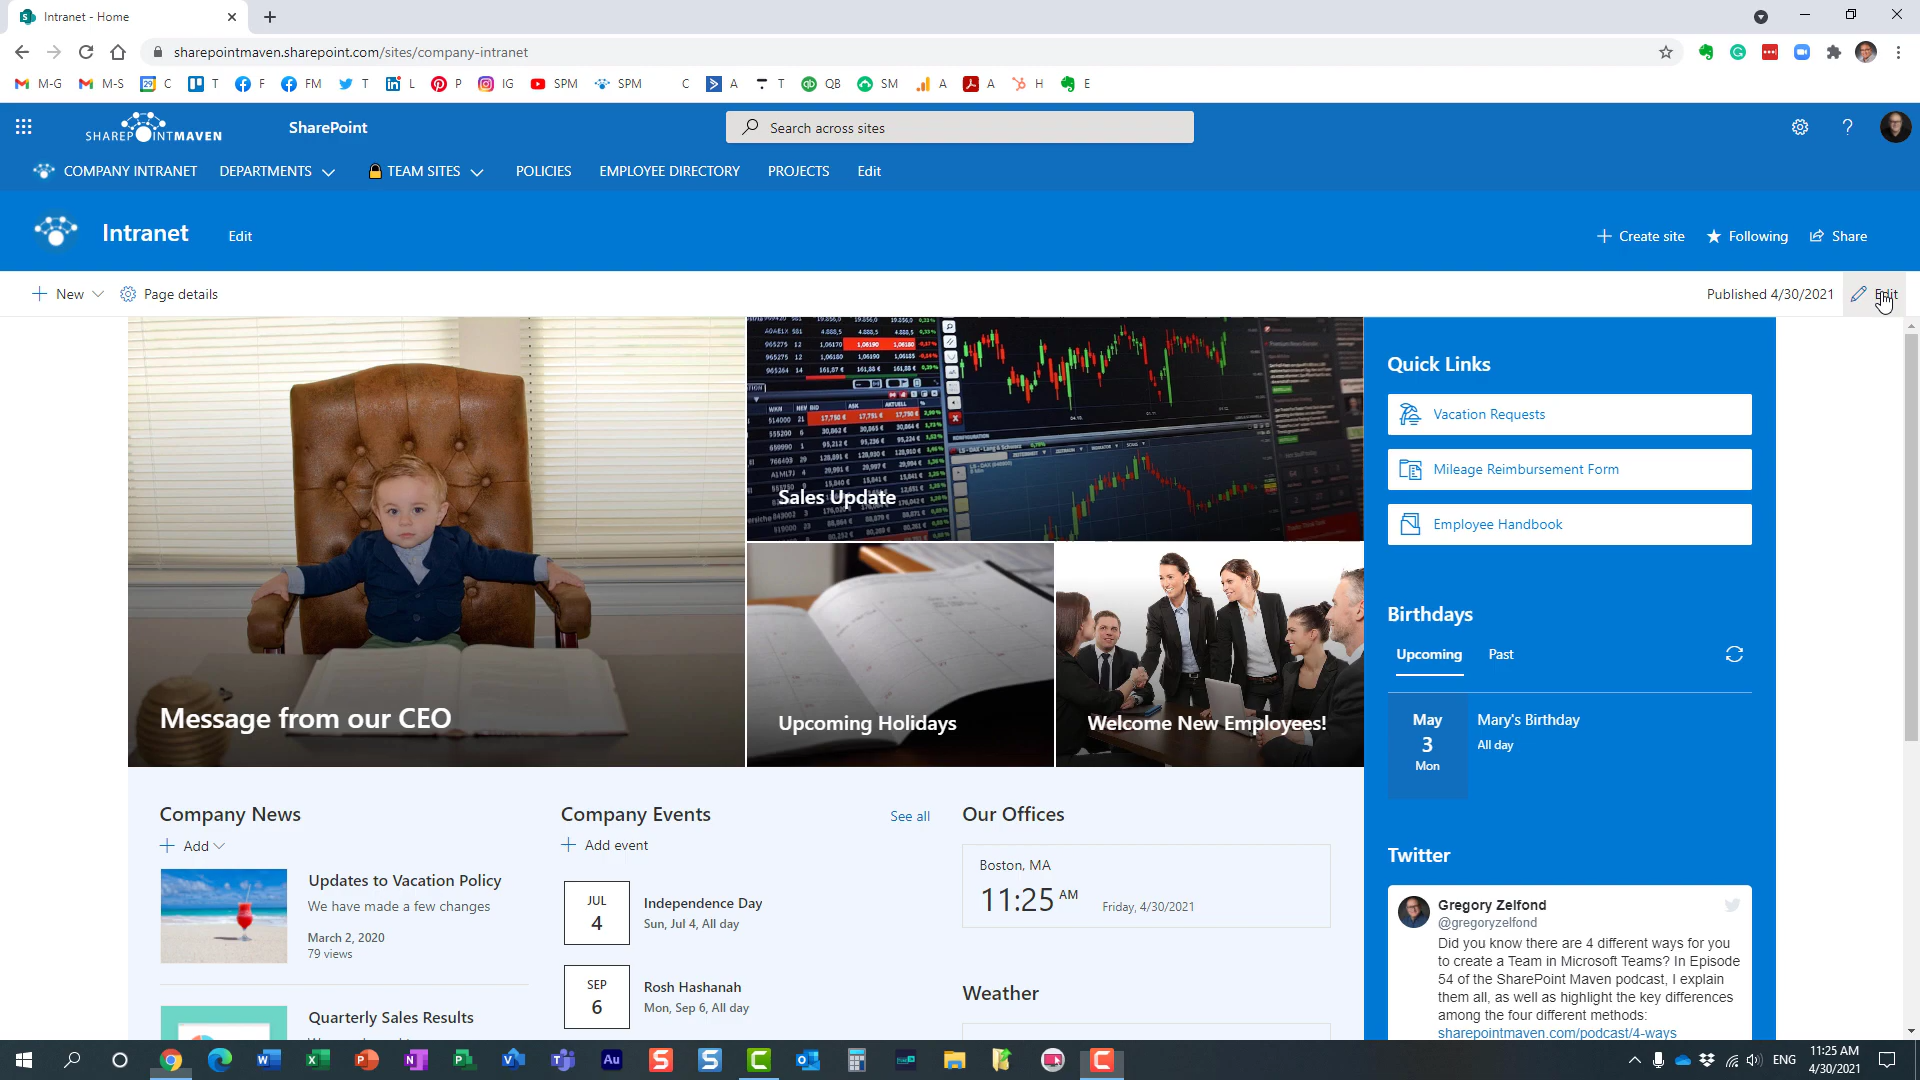 Intranet - Home
sharepointmaven.sharepoint.com/sites/company-intranet
M-G M-S C T F FM T L P IG SPM SPM C A T QB SM A A H E
SHAREPOINTMAVEN
SharePoint
Search across sites
COMPANY INTRANET DEPARTMENTS TEAM SITES POLICIES EMPLOYEE DIRECTORY PROJECTS Edit
Intranet Edit
Create site Following Share
New Page details
Published 4/30/2021 Edit
Message from our CEO
Sales Update
Upcoming Holidays
Welcome New Employees!
Quick Links
Vacation Requests
Mileage Reimbursement Form
Employee Handbook
Birthdays
Upcoming Past
May
3
Mon
Mary's Birthday
All day
Company News
Add
Updates to Vacation Policy
We have made a few changes
March 2, 2020
79 views
Quarterly Sales Results
Company Events See all
Add event
JUL
4
Independence Day
Sun, Jul 4, All day
SEP
6
Rosh Hashanah
Mon, Sep 6, All day
Our Offices
Boston, MA
11:25 AM Friday, 4/30/2021
Weather
Twitter
Gregory Zelfond
@gregoryzelfond
Did you know there are 4 different ways for you
to create a Team in Microsoft Teams? In Episode
54 of the SharePoint Maven podcast, I explain
them all, as well as highlight the key differences
among the four different methods:
sharepointmaven.com/podcast/4-ways
ENG
11:25 AM
4/30/2021